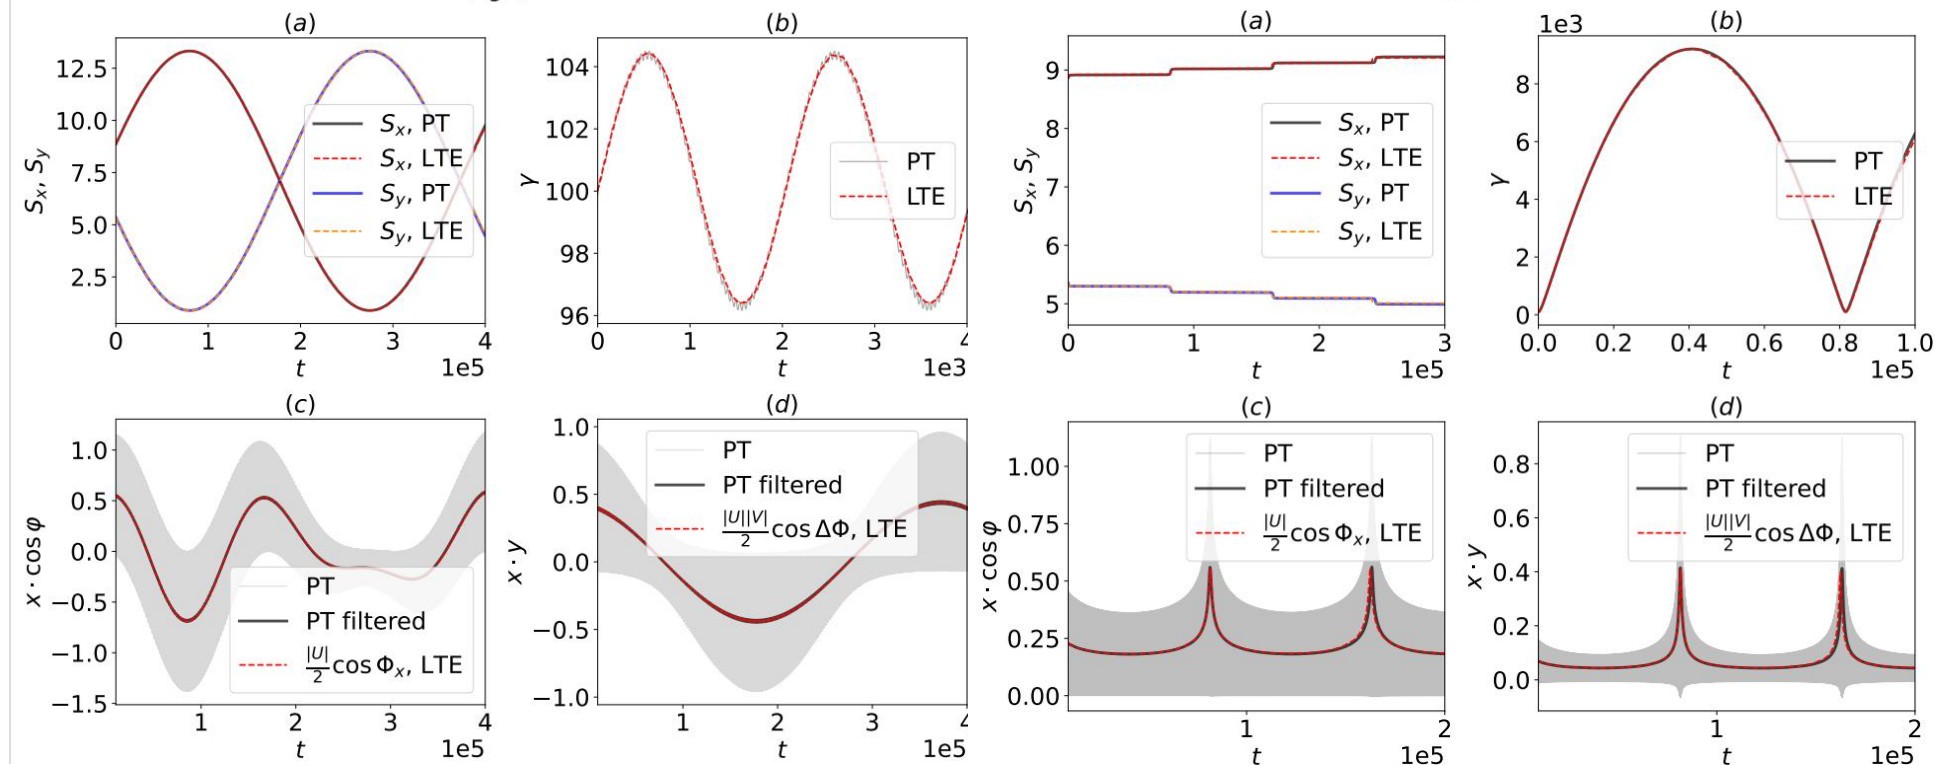 (a)
12.5
10.0
7.5
5.0
2.5
S_x, S_y
S_x, PT
S_x, LTE
S_y, PT
S_y, LTE
0 1 2 3 4
1e5
t
(b)
104
102
100
98
96
γ
PT
LTE
0 1 2 3 4
1e3
t
(a)
9
8
7
6
5
S_x, S_y
S_x, PT
S_x, LTE
S_y, PT
S_y, LTE
0 1 2 3
1e5
t
1e3
(b)
8
6
4
2
0
γ
PT
LTE
0.0 0.2 0.4 0.6 0.8 1.0
1e5
t
(c)
1.0
0.5
0.0
−0.5
−1.0
−1.5
x · cos φ
PT
PT filtered
|U|/2 cos Φ_x, LTE
1 2 3 4
1e5
t
(d)
1.0
0.5
0.0
−0.5
−1.0
x · y
PT
PT filtered
|U||V|/2 cos ΔΦ, LTE
1 2 3 4
1e5
t
(c)
1.00
0.75
0.50
0.25
0.00
x · cos φ
PT
PT filtered
|U|/2 cos Φ_x, LTE
1 2
1e5
t
(d)
0.8
0.6
0.4
0.2
0.0
x · y
PT
PT filtered
|U||V|/2 cos ΔΦ, LTE
1 2
1e5
t